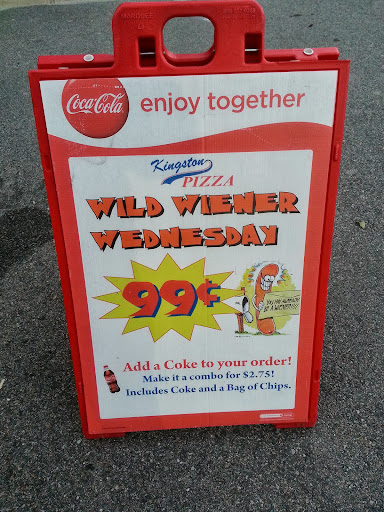 Coca-Cola
enjoy together
Kingston
PIZZA
WILD WIENER
WEDNESDAY
99¢
Add a Coke to your order!
Make it a combo for $2.75!
Includes Coke and a Bag of Chips.